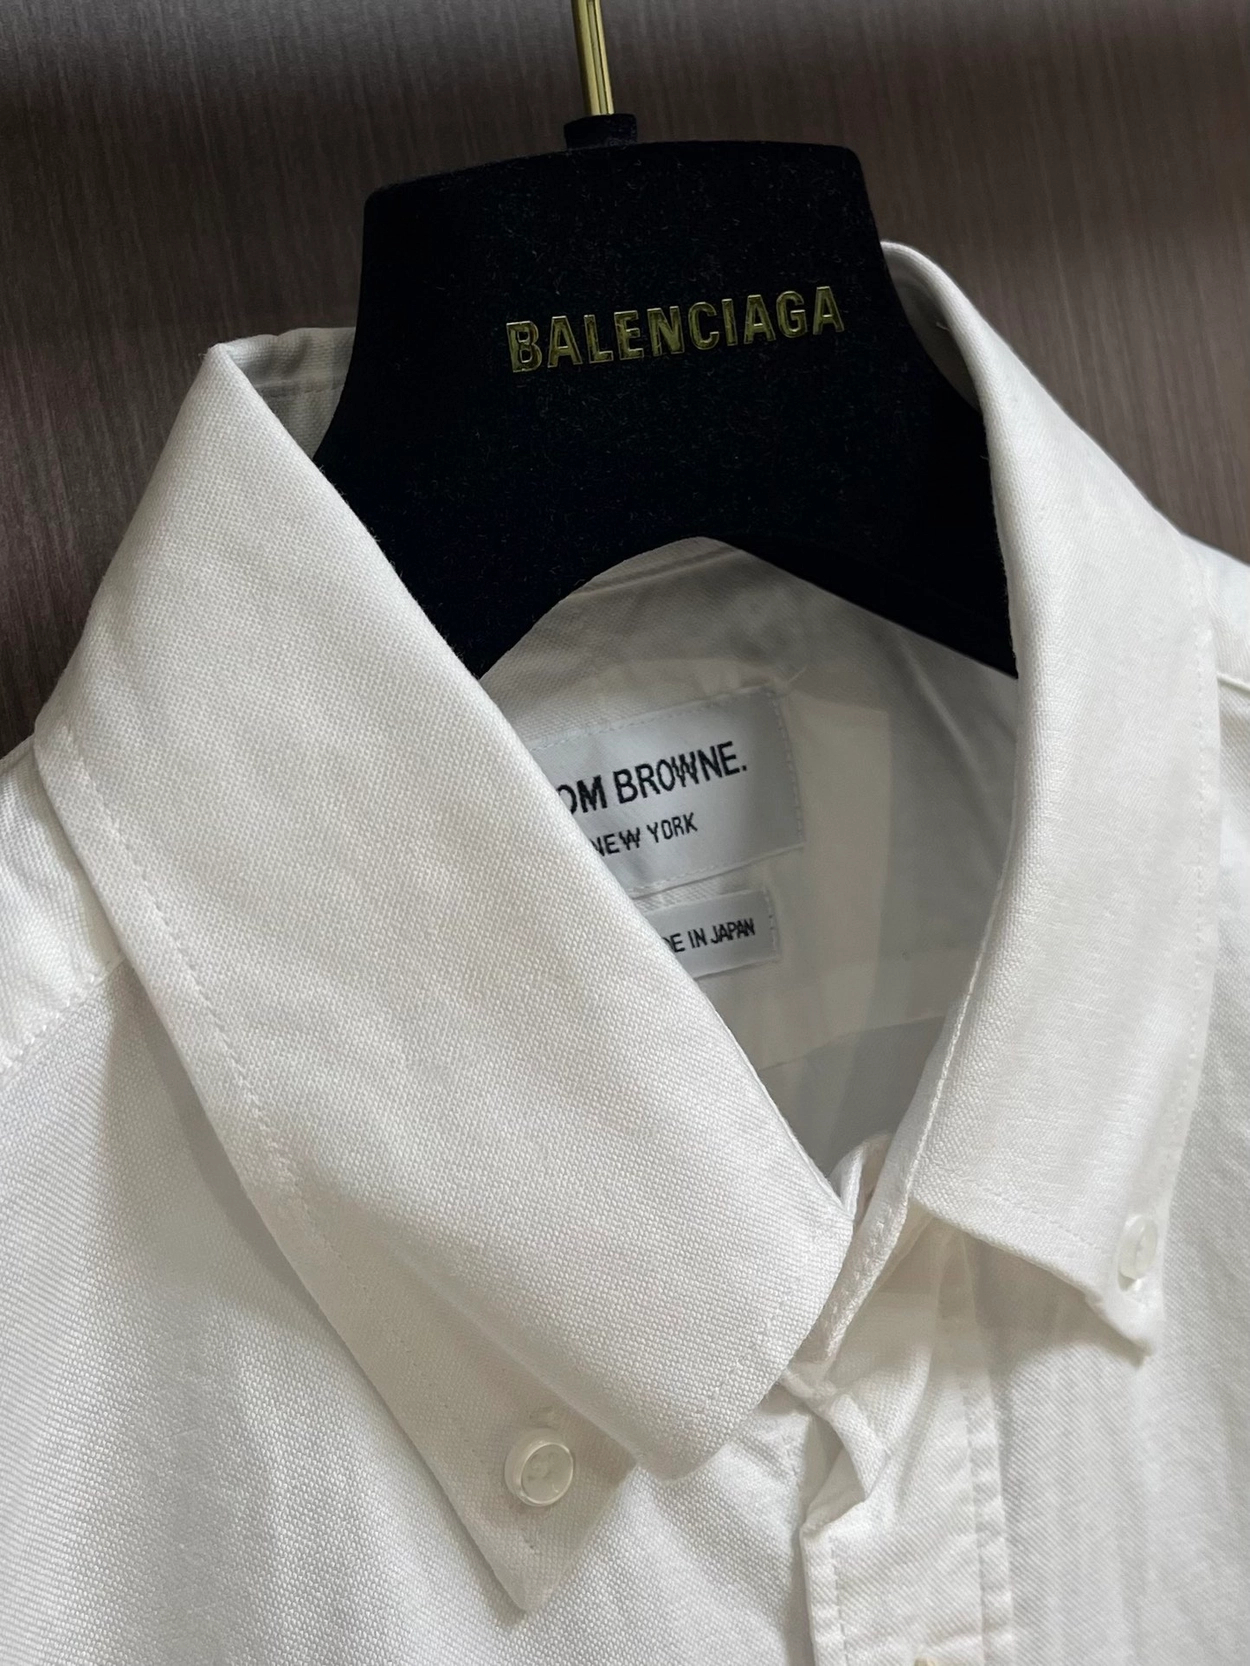 BALENCIAGA
OM BROWNE.
NEW YORK
DE IN JAPAN